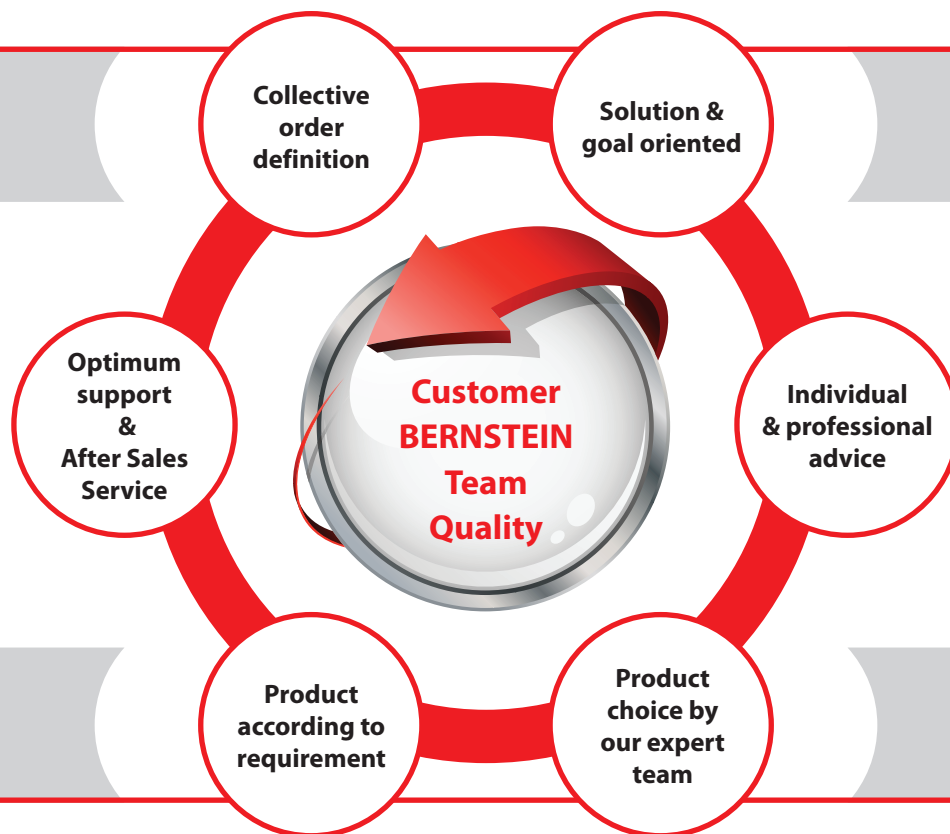 Collective
order
definition
Solution &
goal oriented
Optimum
support
&
After Sales
Service
Customer
BERNSTEIN
Team
Quality
Individual
& professional
advice
Product
according to
requirement
Product
choice by
our expert
team